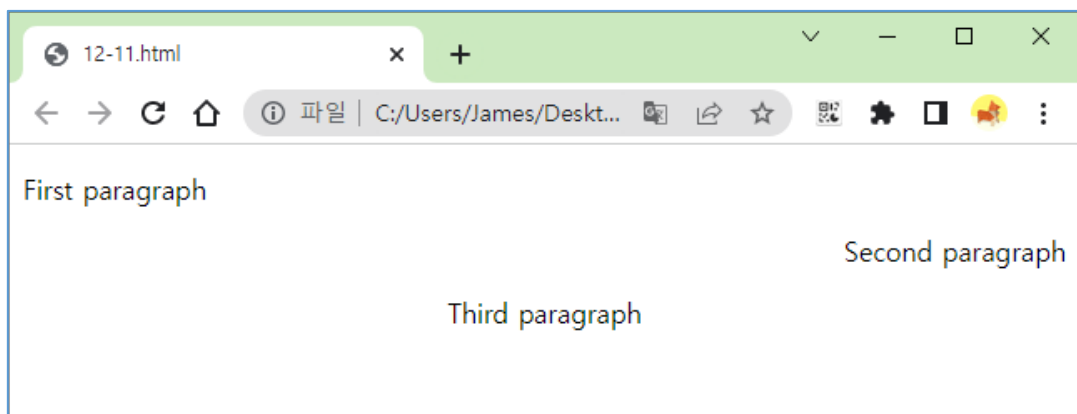 12-11.html
파일 C:/Users/James/Deskt...
First paragraph
Second paragraph
Third paragraph